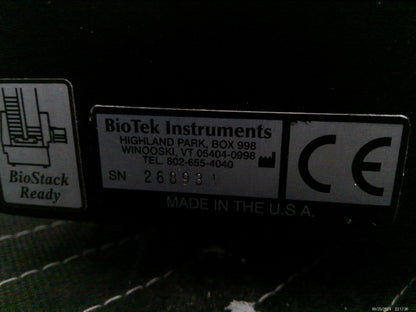 BioTek Instruments
HIGHLAND PARK, BOX 998
WINOOSKI, VT 05404-0998
TEL. 802-655-4040
SN 268931
CE
BioStack
Ready
MADE IN THE U.S.A.